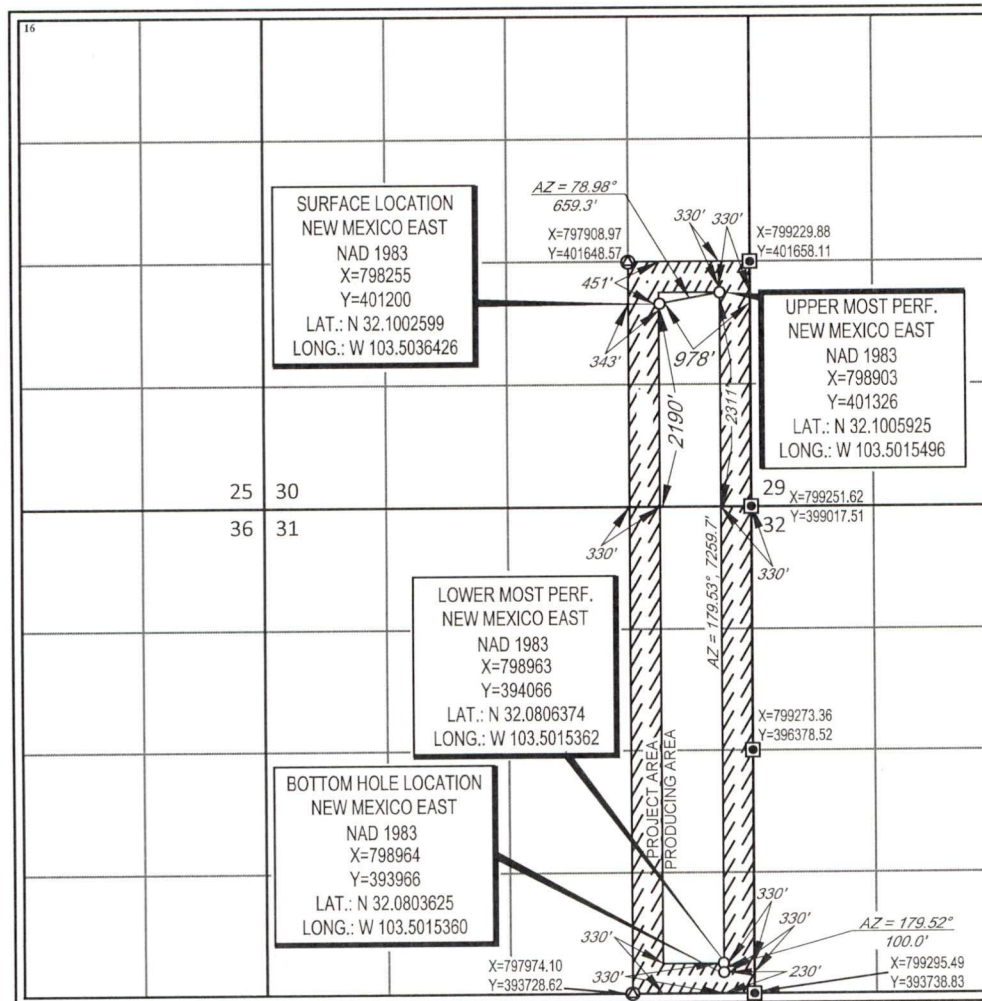 16
AZ = 78.98°
659.3'
SURFACE LOCATION
NEW MEXICO EAST
NAD 1983
X=798255
Y=401200
LAT.: N 32.1002599
LONG.: W 103.5036426
X=797908.97
Y=401648.57
330'
330'
X=799229.88
Y=401658.11
451'
343'
978'
UPPER MOST PERF.
NEW MEXICO EAST
NAD 1983
X=798903
Y=401326
LAT.: N 32.1005925
LONG.: W 103.5015496
2190'
2311'
25 30
36 31
29
32
X=799251.62
Y=399017.51
330'
330'
AZ = 179.53°, 7259.7'
LOWER MOST PERF.
NEW MEXICO EAST
NAD 1983
X=798963
Y=394066
LAT.: N 32.0806374
LONG.: W 103.5015362
X=799273.36
Y=396378.52
PROJECT AREA
PRODUCING AREA
BOTTOM HOLE LOCATION
NEW MEXICO EAST
NAD 1983
X=798964
Y=393966
LAT.: N 32.0803625
LONG.: W 103.5015360
330'
330'
AZ = 179.52°
100.0'
330'
330'
230'
X=797974.10
Y=393728.62
X=799295.49
Y=393738.83